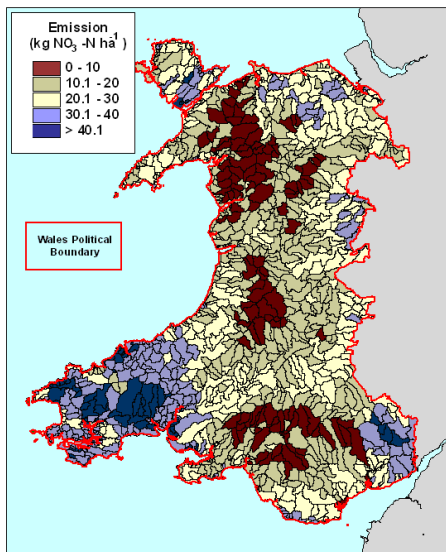 Emission
(kg NO₃ -N ha⁻¹)
0 - 10
10.1 - 20
20.1 - 30
30.1 - 40
> 40.1
Wales Political
Boundary